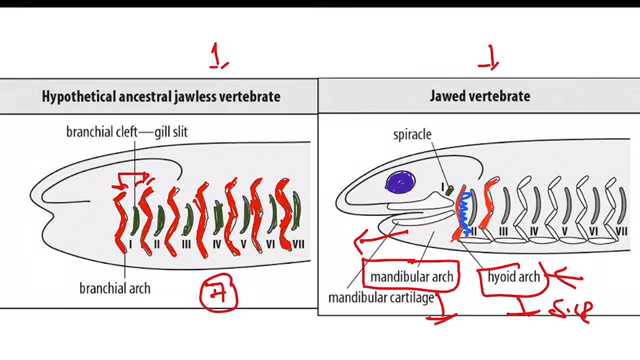 1
1
Hypothetical ancestral jawless vertebrate
Jawed vertebrate
branchial cleft—gill slit
spiracle
I
I II III IV V VI VII
II III IV V VI VII
branchial arch
7
mandibular arch
hyoid arch
mandibular cartilage